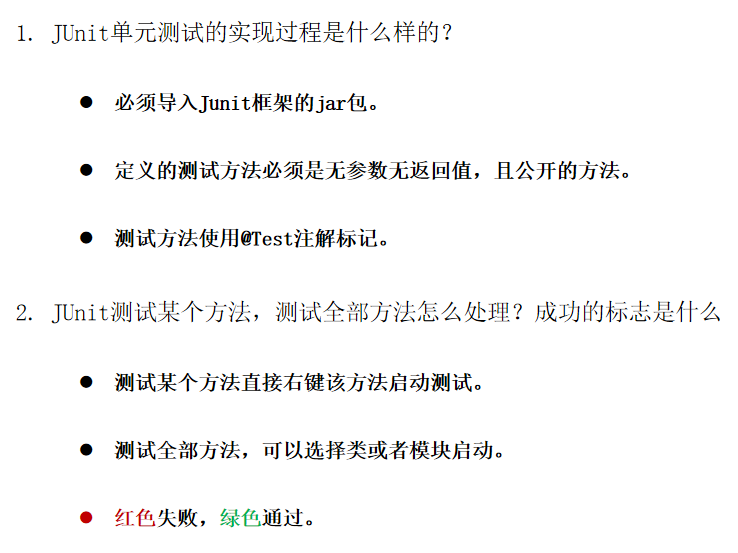 1. JUnit单元测试的实现过程是什么样的?
● 必须导入Junit框架的jar包。
● 定义的测试方法必须是无参数无返回值，且公开的方法。
● 测试方法使用@Test注解标记。
2. JUnit测试某个方法，测试全部方法怎么处理？成功的标志是什么
● 测试某个方法直接右键该方法启动测试。
● 测试全部方法，可以选择类或者模块启动。
● 红色失败，绿色通过。